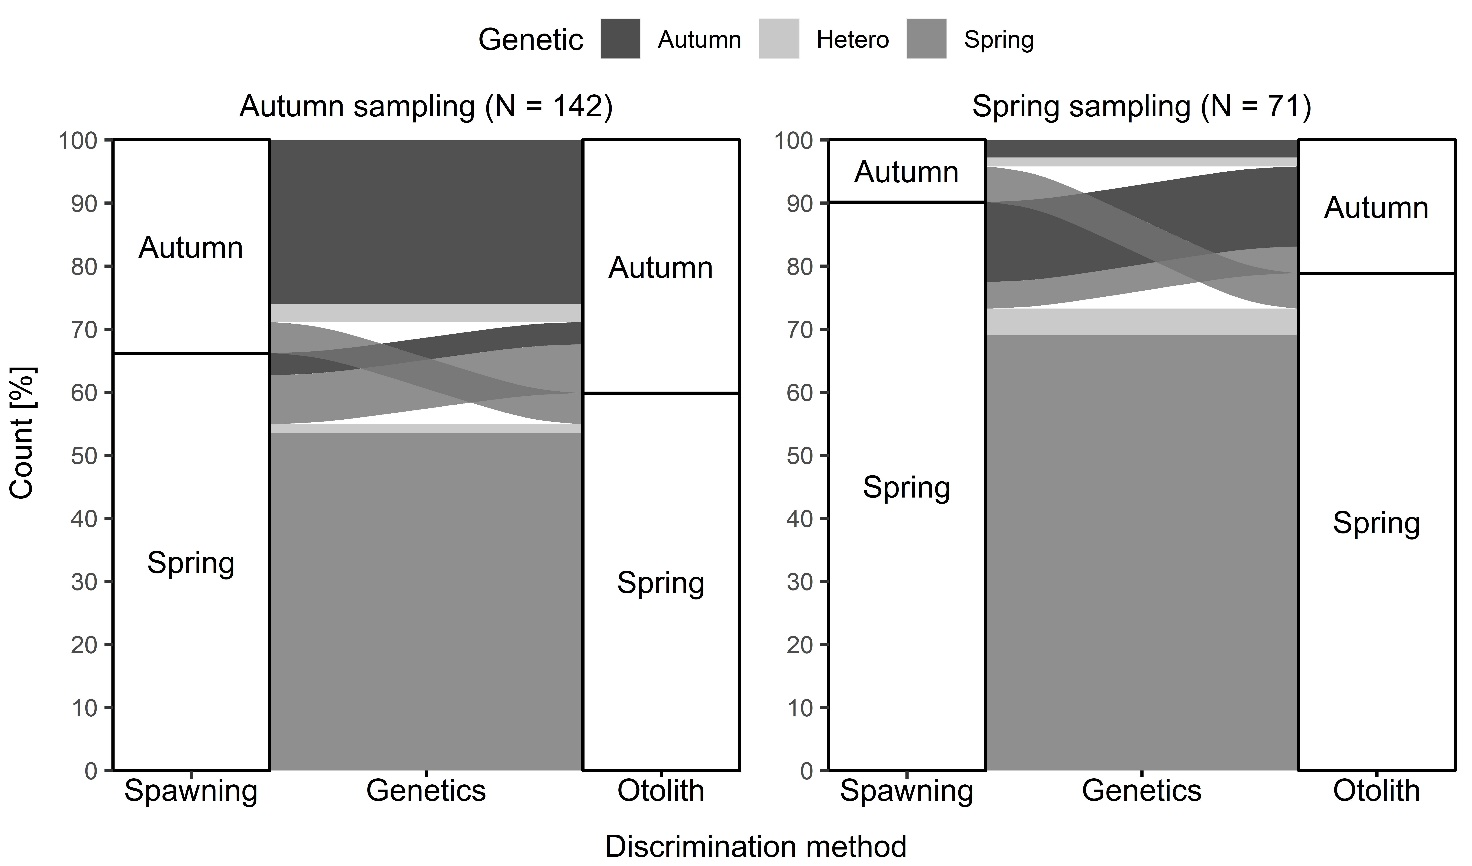 Genetic Autumn Hetero Spring
Autumn sampling (N = 142)
Spring sampling (N = 71)
Count [%]
100
90
80
70
60
50
40
30
20
10
0
Autumn
Spring
Autumn
Spring
Spawning Genetics Otolith
100
90
80
70
60
50
40
30
20
10
0
Autumn
Spring
Autumn
Spring
Spawning Genetics Otolith
Discrimination method